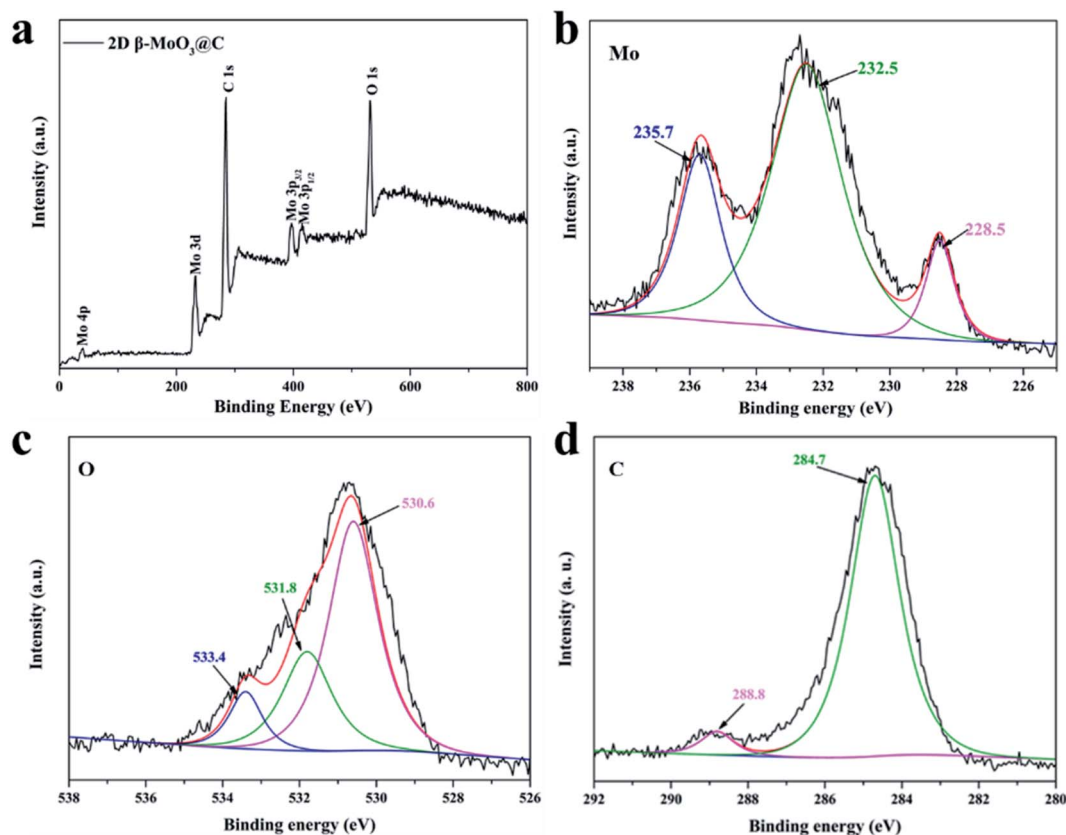 a
2D β-MoO₃@C
C 1s
O 1s
Mo 3p3/2
Mo 3p1/2
Mo 3d
Mo 4p
Intensity (a.u.)
0 200 400 600 800
Binding Energy (eV)
b
Mo
232.5
235.7
228.5
Intensity (a.u.)
238 236 234 232 230 228 226
Binding energy (eV)
c
O
530.6
531.8
533.4
Intensity (a.u.)
538 536 534 532 530 528 526
Binding energy (eV)
d
C
284.7
288.8
Intensity (a. u.)
292 290 288 286 284 282 280
Binding energy (eV)